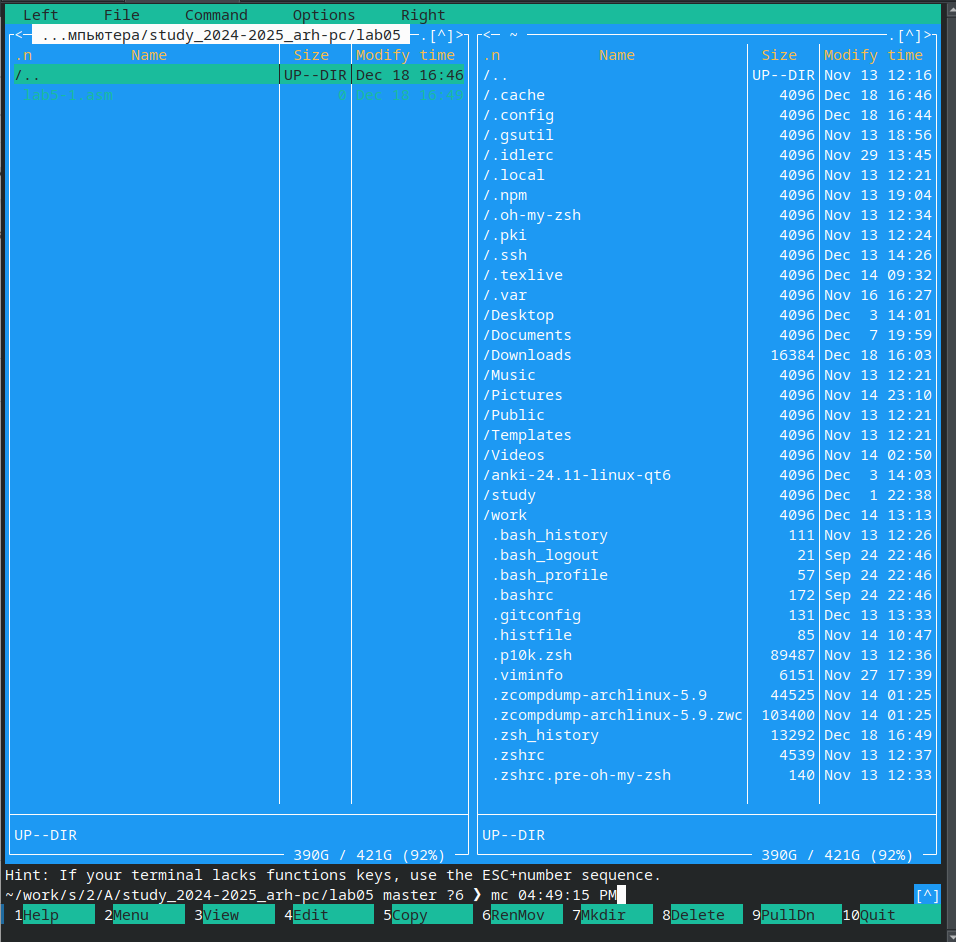 Left File Command Options Right
<─ ...мпьютера/study_2024-2025_arh-pc/lab05 ─.[^]>
.n Name Size Modify time
/.. UP--DIR Dec 18 16:46
lab5-1.asm 0 Dec 18 16:49
UP--DIR
390G / 421G (92%)
<─ ~ ─.[^]>
.n Name Size Modify time
/.. UP--DIR Nov 13 12:16
/.cache 4096 Dec 18 16:46
/.config 4096 Dec 18 16:44
/.gsutil 4096 Nov 13 18:56
/.idlerc 4096 Nov 29 13:45
/.local 4096 Nov 13 12:21
/.npm 4096 Nov 13 19:04
/.oh-my-zsh 4096 Nov 13 12:34
/.pki 4096 Nov 13 12:24
/.ssh 4096 Dec 13 14:26
/.texlive 4096 Dec 14 09:32
/.var 4096 Nov 16 16:27
/Desktop 4096 Dec 3 14:01
/Documents 4096 Dec 7 19:59
/Downloads 16384 Dec 18 16:03
/Music 4096 Nov 13 12:21
/Pictures 4096 Nov 14 23:10
/Public 4096 Nov 13 12:21
/Templates 4096 Nov 13 12:21
/Videos 4096 Nov 14 02:50
/anki-24.11-linux-qt6 4096 Dec 3 14:03
/study 4096 Dec 1 22:38
/work 4096 Dec 14 13:13
.bash_history 111 Nov 13 12:26
.bash_logout 21 Sep 24 22:46
.bash_profile 57 Sep 24 22:46
.bashrc 172 Sep 24 22:46
.gitconfig 131 Dec 13 13:33
.histfile 85 Nov 14 10:47
.p10k.zsh 89487 Nov 13 12:36
.viminfo 6151 Nov 27 17:39
.zcompdump-archlinux-5.9 44525 Nov 14 01:25
.zcompdump-archlinux-5.9.zwc 103400 Nov 14 01:25
.zsh_history 13292 Dec 18 16:49
.zshrc 4539 Nov 13 12:37
.zshrc.pre-oh-my-zsh 140 Nov 13 12:33
UP--DIR
390G / 421G (92%)
Hint: If your terminal lacks functions keys, use the ESC+number sequence.
~/work/s/2/A/study_2024-2025_arh-pc/lab05 master ?6 ❯ mc 04:49:15 PM [^]
1Help 2Menu 3View 4Edit 5Copy 6RenMov 7Mkdir 8Delete 9PullDn 10Quit